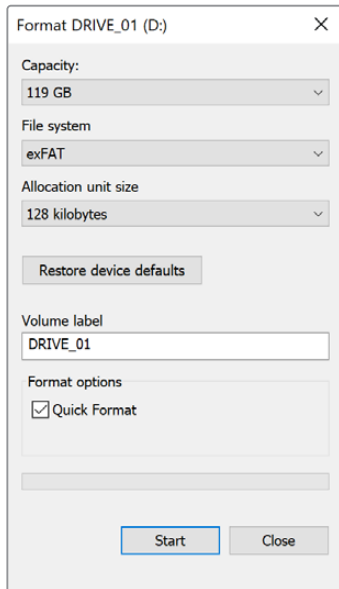 Format DRIVE_01 (D:)
Capacity:
119 GB
File system
exFAT
Allocation unit size
128 kilobytes
Restore device defaults
Volume label
DRIVE_01
Format options
Quick Format
Start Close